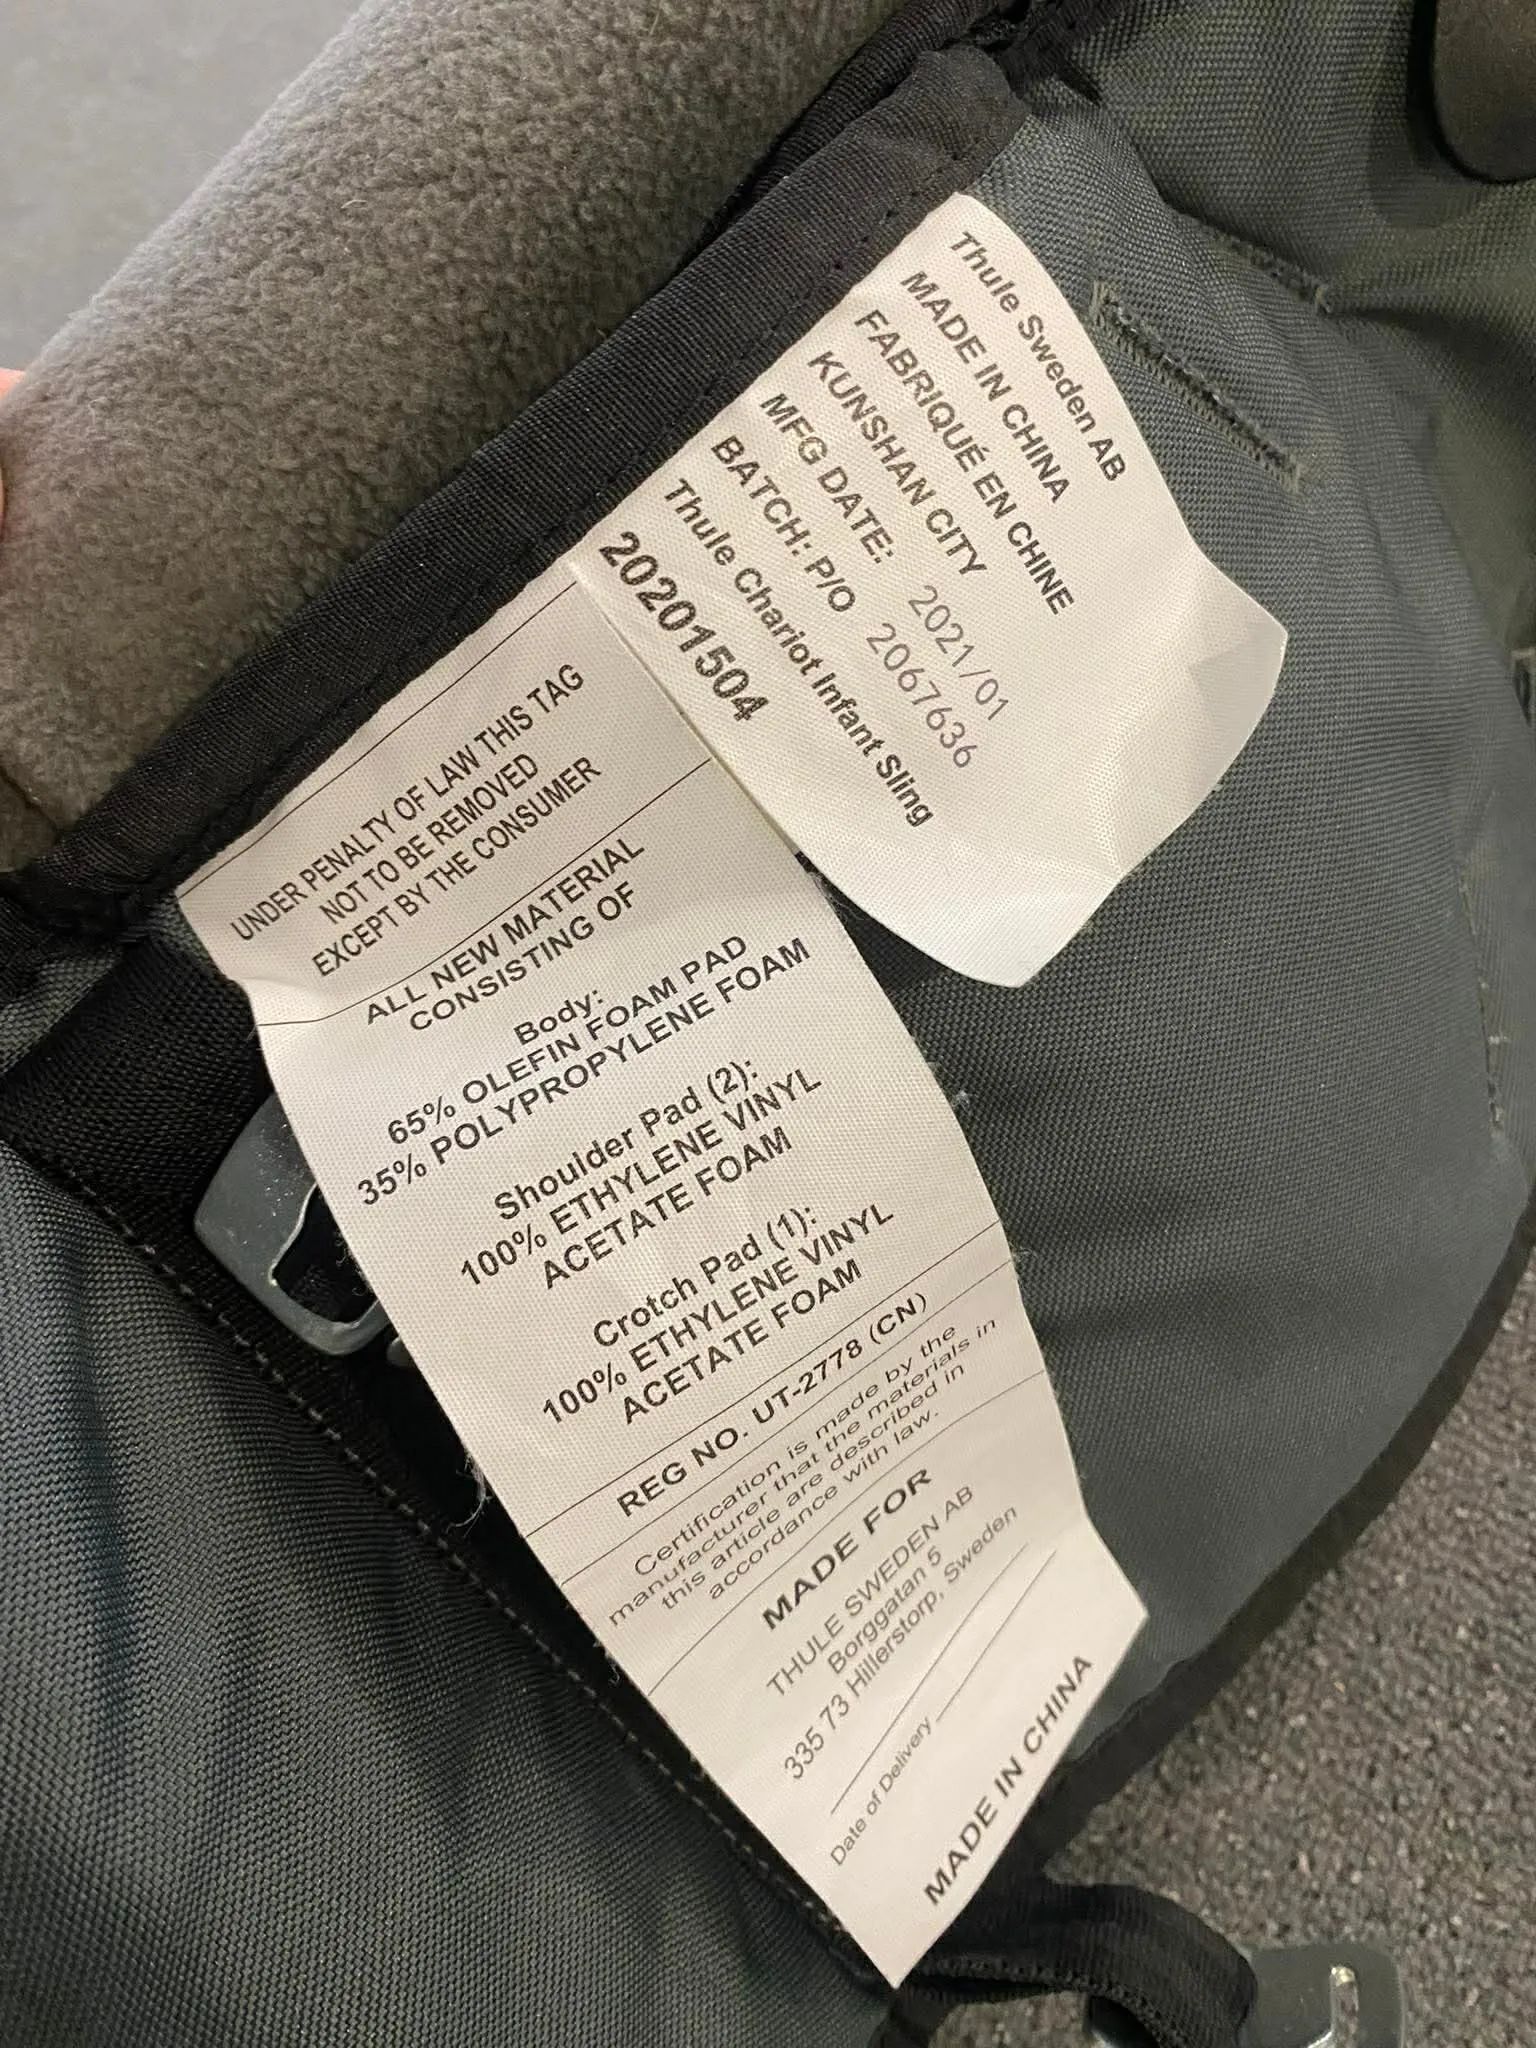 Thule Sweden AB
MADE IN CHINA
FABRIQUÉ EN CHINE
KUNSHAN CITY
MFG DATE: 2021/01
BATCH: P/O 2067636
Thule Chariot Infant Sling
20201504
UNDER PENALTY OF LAW THIS TAG
NOT TO BE REMOVED
EXCEPT BY THE CONSUMER
ALL NEW MATERIAL
CONSISTING OF
Body:
65% OLEFIN FOAM PAD
35% POLYPROPYLENE FOAM
Shoulder Pad (2):
100% ETHYLENE VINYL
ACETATE FOAM
Crotch Pad (1):
100% ETHYLENE VINYL
ACETATE FOAM
REG NO. UT-2778 (CN)
Certification is made by the
manufacturer that the materials in
this article are described in
accordance with law.
MADE FOR
THULE SWEDEN AB
Borggatan 5
335 73 Hillerstorp, Sweden
Date of Delivery
MADE IN CHINA